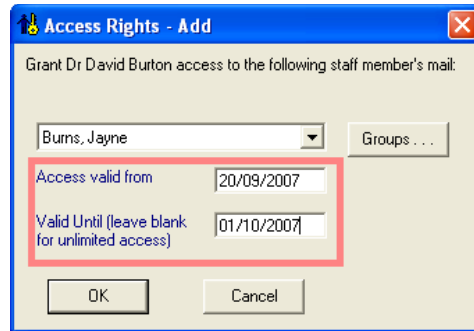 Access Rights - Add
Grant Dr David Burton access to the following staff member's mail:
Burns, Jayne
Groups . . .
Access valid from
20/09/2007
Valid Until (leave blank
for unlimited access)
01/10/2007
OK
Cancel